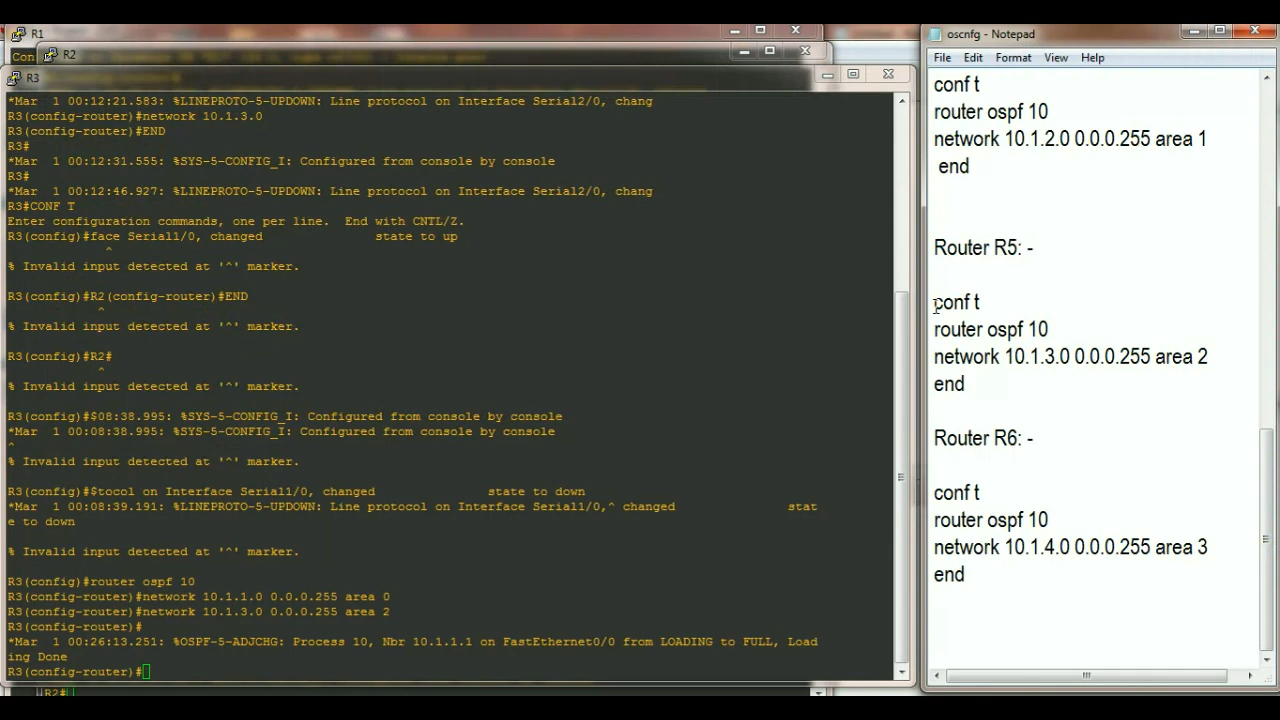 R1
Con
R2
R3
*Mar  1 00:12:21.583: %LINEPROTO-5-UPDOWN: Line protocol on Interface Serial2/0, chang
R3(config-router)#network 10.1.3.0
R3(config-router)#END
R3#
*Mar  1 00:12:31.555: %SYS-5-CONFIG_I: Configured from console by console
R3#
*Mar  1 00:12:46.927: %LINEPROTO-5-UPDOWN: Line protocol on Interface Serial2/0, chang
R3#CONF T
Enter configuration commands, one per line.  End with CNTL/Z.
R3(config)#face Serial1/0, changed               state to up
^
% Invalid input detected at '^' marker.
R3(config)#R2(config-router)#END
^
% Invalid input detected at '^' marker.
R3(config)#R2#
^
% Invalid input detected at '^' marker.
R3(config)#$08:38.995: %SYS-5-CONFIG_I: Configured from console by console
*Mar  1 00:08:38.995: %SYS-5-CONFIG_I: Configured from console by console
^
% Invalid input detected at '^' marker.
R3(config)#$tocol on Interface Serial1/0, changed               state to down
*Mar  1 00:08:39.191: %LINEPROTO-5-UPDOWN: Line protocol on Interface Serial1/0,^ changed               stat
e to down
% Invalid input detected at '^' marker.
R3(config)#router ospf 10
R3(config-router)#network 10.1.1.0 0.0.0.255 area 0
R3(config-router)#network 10.1.3.0 0.0.0.255 area 2
R3(config-router)#
*Mar  1 00:26:13.251: %OSPF-5-ADJCHG: Process 10, Nbr 10.1.1.1 on FastEthernet0/0 from LOADING to FULL, Load
ing Done
R3(config-router)#
R2#
oscnfg - Notepad
File Edit Format View Help
conf t
router ospf 10
network 10.1.2.0 0.0.0.255 area 1
end
Router R5: -
conf t
router ospf 10
network 10.1.3.0 0.0.0.255 area 2
end
Router R6: -
conf t
router ospf 10
network 10.1.4.0 0.0.0.255 area 3
end